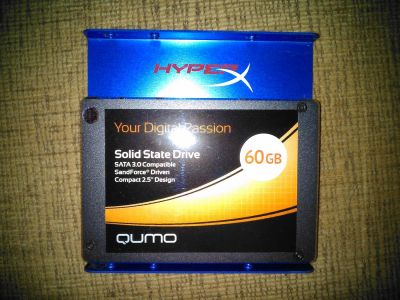 HYPERX
Your Digital Passion
Solid State Drive
60GB
SATA 3.0 Compatible
SandForce® Driven
Compact 2.5" Design
QUMO